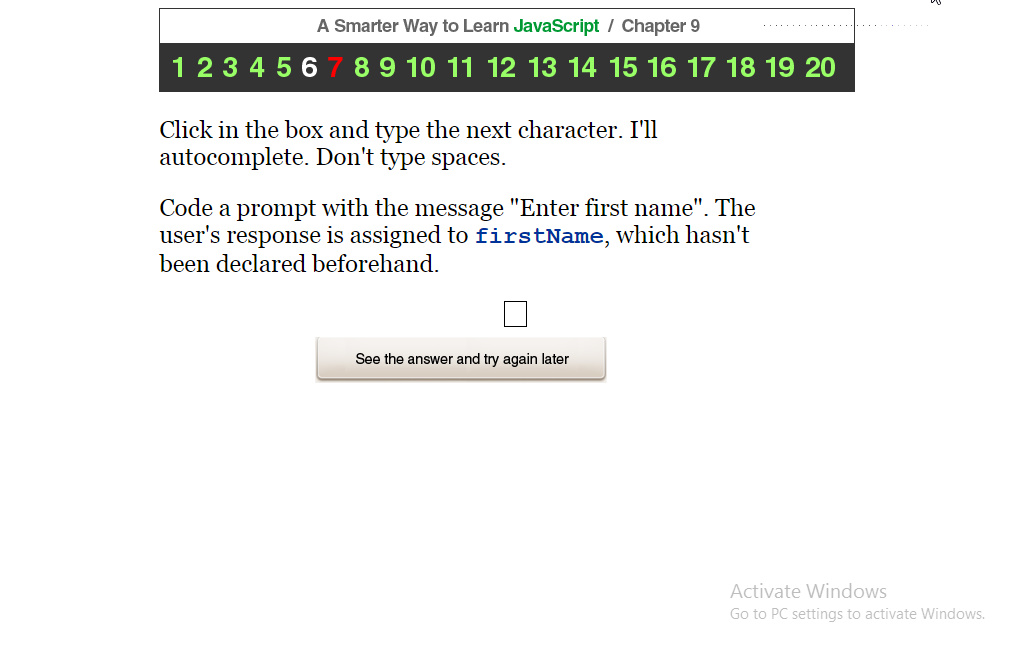 A Smarter Way to Learn JavaScript / Chapter 9
1 2 3 4 5 6 7 8 9 10 11 12 13 14 15 16 17 18 19 20
Click in the box and type the next character. I'll
autocomplete. Don't type spaces.
Code a prompt with the message "Enter first name". The
user's response is assigned to firstName, which hasn't
been declared beforehand.
See the answer and try again later
Activate Windows
Go to PC settings to activate Windows.